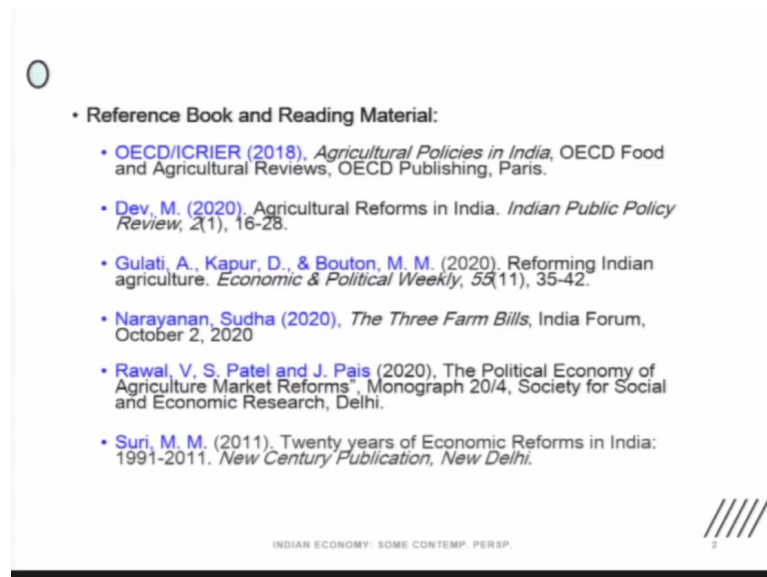 • Reference Book and Reading Material:
• OECD/ICRIER (2018), Agricultural Policies in India, OECD Food
and Agricultural Reviews, OECD Publishing, Paris.
• Dev, M. (2020). Agricultural Reforms in India. Indian Public Policy
Review, 2(1), 16-28.
• Gulati, A., Kapur, D., & Bouton, M. M. (2020). Reforming Indian
agriculture. Economic & Political Weekly, 55(11), 35-42.
• Narayanan, Sudha (2020), The Three Farm Bills, India Forum,
October 2, 2020
• Rawal, V, S. Patel and J. Pais (2020), The Political Economy of
Agriculture Market Reforms”, Monograph 20/4, Society for Social
and Economic Research, Delhi.
• Suri, M. M. (2011). Twenty years of Economic Reforms in India:
1991-2011. New Century Publication, New Delhi.
INDIAN ECONOMY: SOME CONTEMP. PERSP.
2